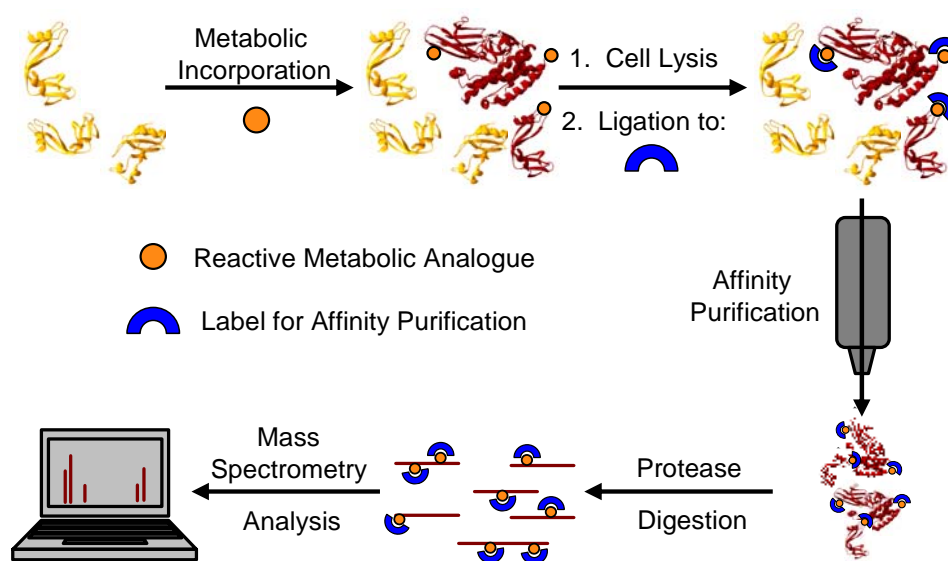 Metabolic
Incorporation
1. Cell Lysis
2. Ligation to:
Reactive Metabolic Analogue
Label for Affinity Purification
Affinity
Purification
Mass
Spectrometry
Analysis
Protease
Digestion